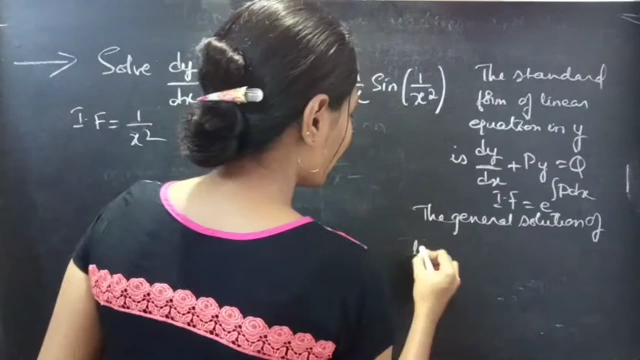 → Solve dy/dx Sin(1/x²)
I·F = 1/x²
The standard
form of linear
equation in y
is dy/dx + Py = Q
I·f = e^∫Pdx
The general solution of